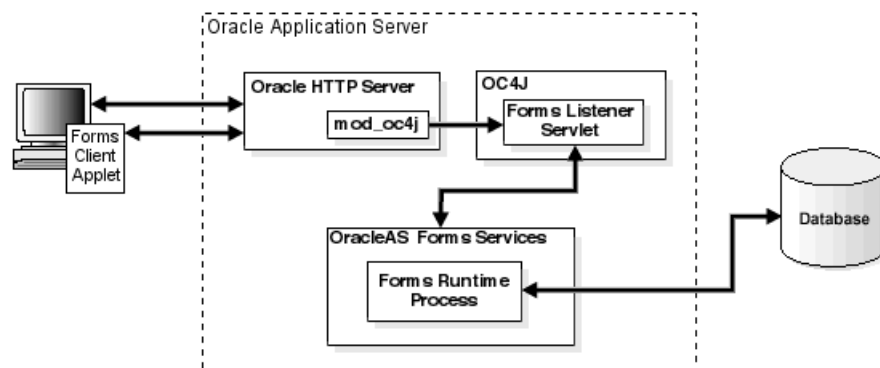 Oracle Application Server
Oracle HTTP Server
mod_oc4j
OC4J
Forms Listener
Servlet
Forms
Client
Applet
OracleAS Forms Services
Forms Runtime
Process
Database